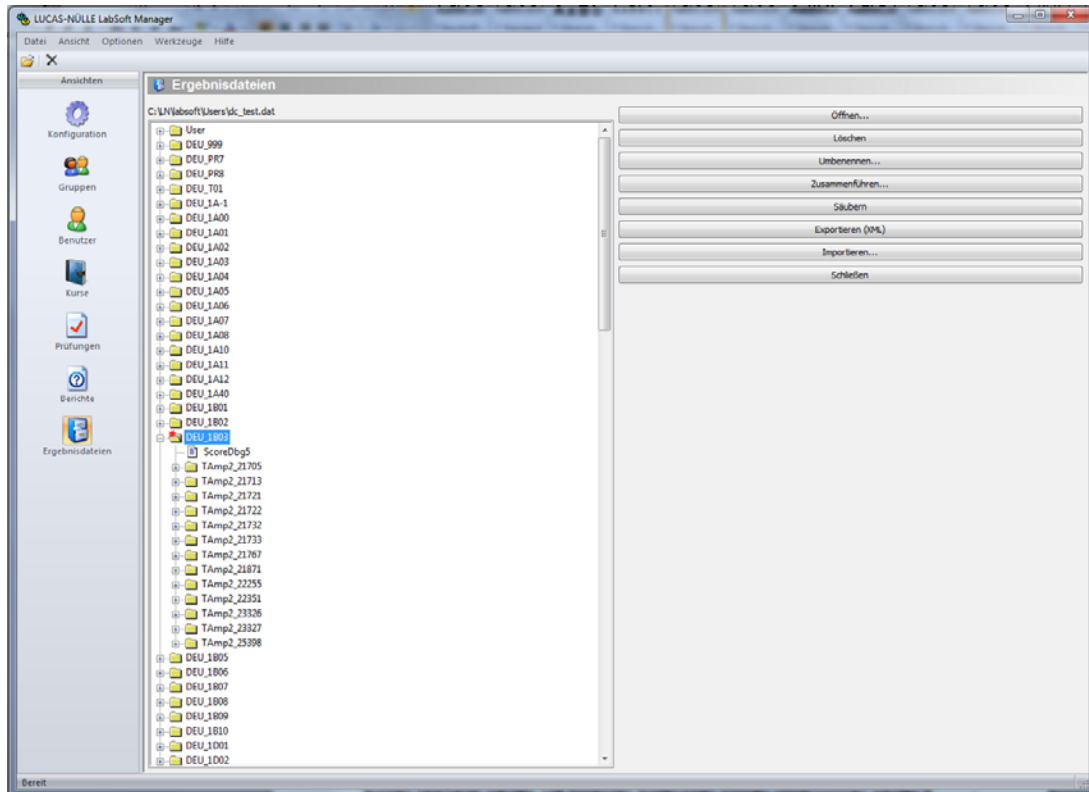 LUCAS-NÜLLE LabSoft Manager
Datei Ansicht Optionen Werkzeuge Hilfe
Ansichten
Konfiguration
Gruppen
Benutzer
Kurse
Prüfungen
Berichte
Ergebnisdateien
Ergebnisdateien
C:\LN\labsoft\Users\dc_test.dat
User
DEU_999
DEU_PR7
DEU_PR8
DEU_T01
DEU_1A-1
DEU_1A00
DEU_1A01
DEU_1A02
DEU_1A03
DEU_1A04
DEU_1A05
DEU_1A06
DEU_1A07
DEU_1A08
DEU_1A10
DEU_1A11
DEU_1A12
DEU_1A40
DEU_1B01
DEU_1B02
DEU_1B03
ScoreDbg5
TAmp2_21705
TAmp2_21713
TAmp2_21721
TAmp2_21722
TAmp2_21732
TAmp2_21733
TAmp2_21767
TAmp2_21871
TAmp2_22255
TAmp2_22351
TAmp2_23326
TAmp2_23327
TAmp2_25398
DEU_1B05
DEU_1B06
DEU_1B07
DEU_1B08
DEU_1B09
DEU_1B10
DEU_1D01
DEU_1D02
Öffnen...
Löschen
Umbenennen...
Zusammenführen...
Säubern
Exportieren (XML)
Importieren...
Schließen
Bereit